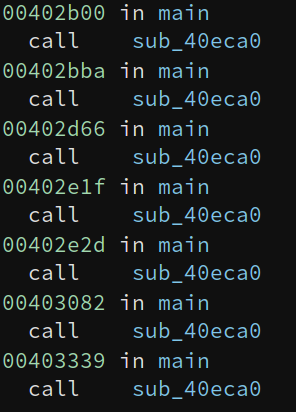 00402b00 in main
call sub_40eca0
00402bba in main
call sub_40eca0
00402d66 in main
call sub_40eca0
00402e1f in main
call sub_40eca0
00402e2d in main
call sub_40eca0
00403082 in main
call sub_40eca0
00403339 in main
call sub_40eca0